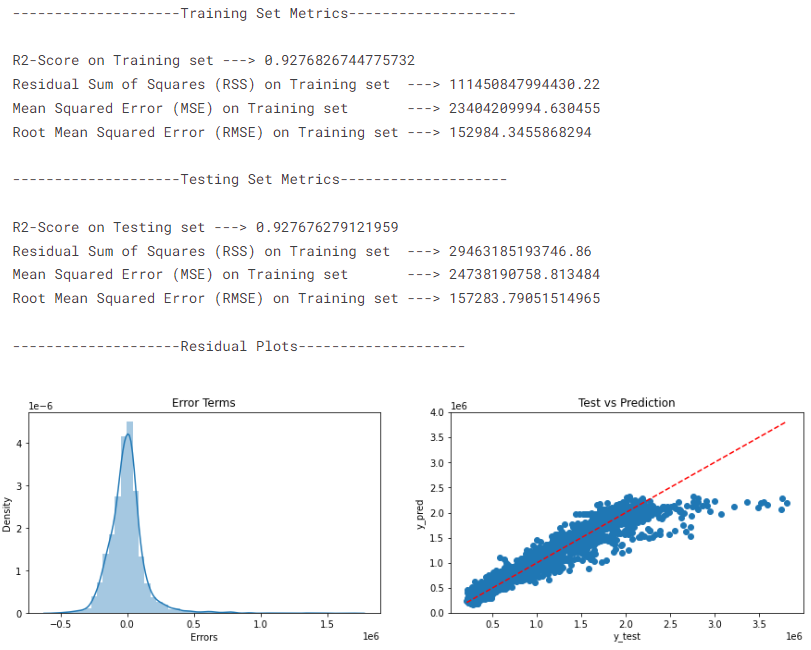 --------------------Training Set Metrics--------------------
R2-Score on Training set ---> 0.9276826744775732
Residual Sum of Squares (RSS) on Training set  ---> 111450847994430.22
Mean Squared Error (MSE) on Training set       ---> 23404209994.630455
Root Mean Squared Error (RMSE) on Training set ---> 152984.3455868294
--------------------Testing Set Metrics--------------------
R2-Score on Testing set ---> 0.927676279121959
Residual Sum of Squares (RSS) on Training set  ---> 29463185193746.86
Mean Squared Error (MSE) on Training set       ---> 24738190758.813484
Root Mean Squared Error (RMSE) on Training set ---> 157283.79051514965
--------------------Residual Plots--------------------
Error Terms
1e−6
4
3
2
1
0
Density
−0.5
0.0
0.5
1.0
1.5
Errors
1e6
Test vs Prediction
1e6
4.0
3.5
3.0
2.5
2.0
1.5
1.0
0.5
0.0
y_pred
0.5
1.0
1.5
2.0
2.5
3.0
3.5
y_test
1e6